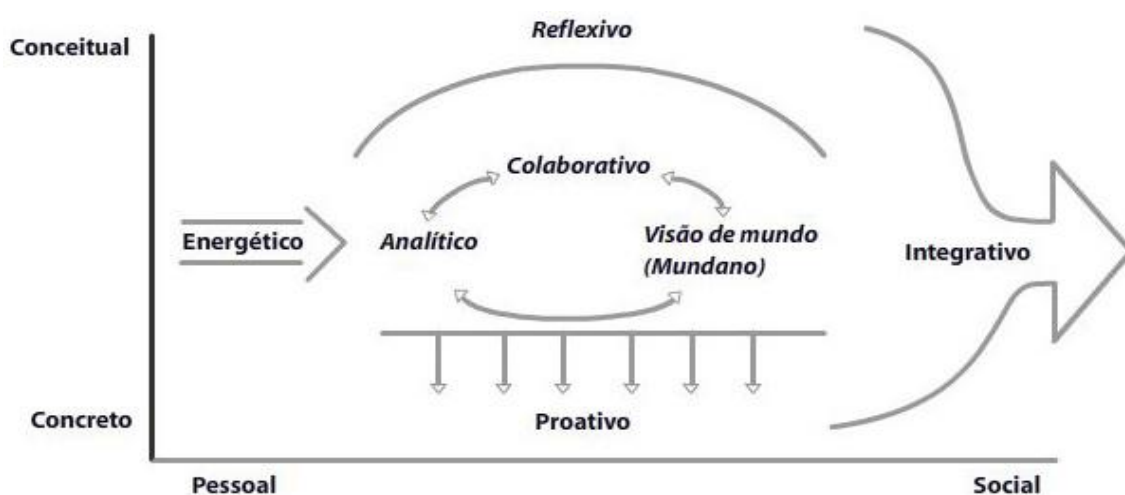 Reflexivo
Conceitual
Colaborativo
Energético
Analítico
Visão de mundo
(Mundano)
Integrativo
Concreto
Proativo
Pessoal
Social